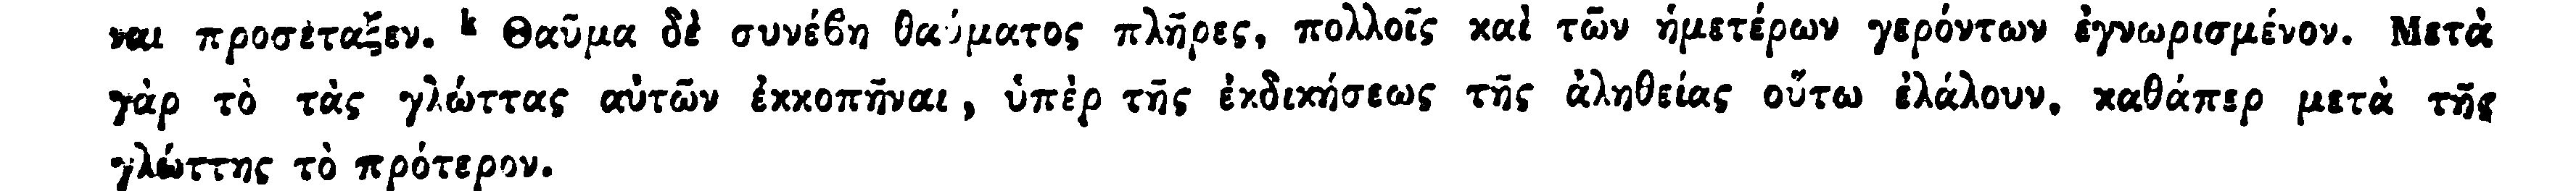 ναι προσέταξεν. k Θαῦμα δὲ συνέϐη θαύματος πλῆρες, πολλοῖς καὶ τῶν ἡμετέρων γερόντων ἐγνωρισμένον. Μετὰ
γὰρ τὸ τὰς γλώττας αὐτῶν ἐκκοπῆναι, ὑπὲρ τῆς ἐκδικήσεως τῆς ἀληθείας οὕτω ἐλάλουν, καθάπερ μετὰ τῆς
γλώττης τὸ πρότερον.